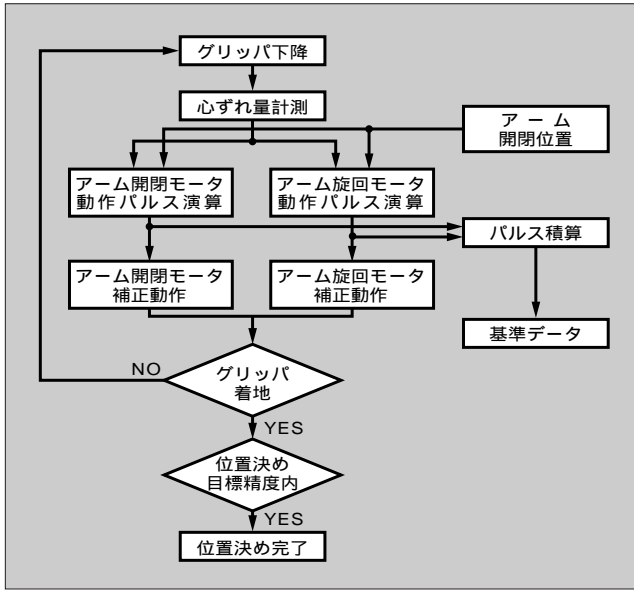 グリッパ下降
心ずれ量計測
アーム
開閉位置
アーム開閉モータ
動作パルス演算
アーム旋回モータ
動作パルス演算
パルス積算
アーム開閉モータ
補正動作
アーム旋回モータ
補正動作
基準データ
NO
グリッパ
着地
YES
位置決め
目標精度内
YES
位置決め完了